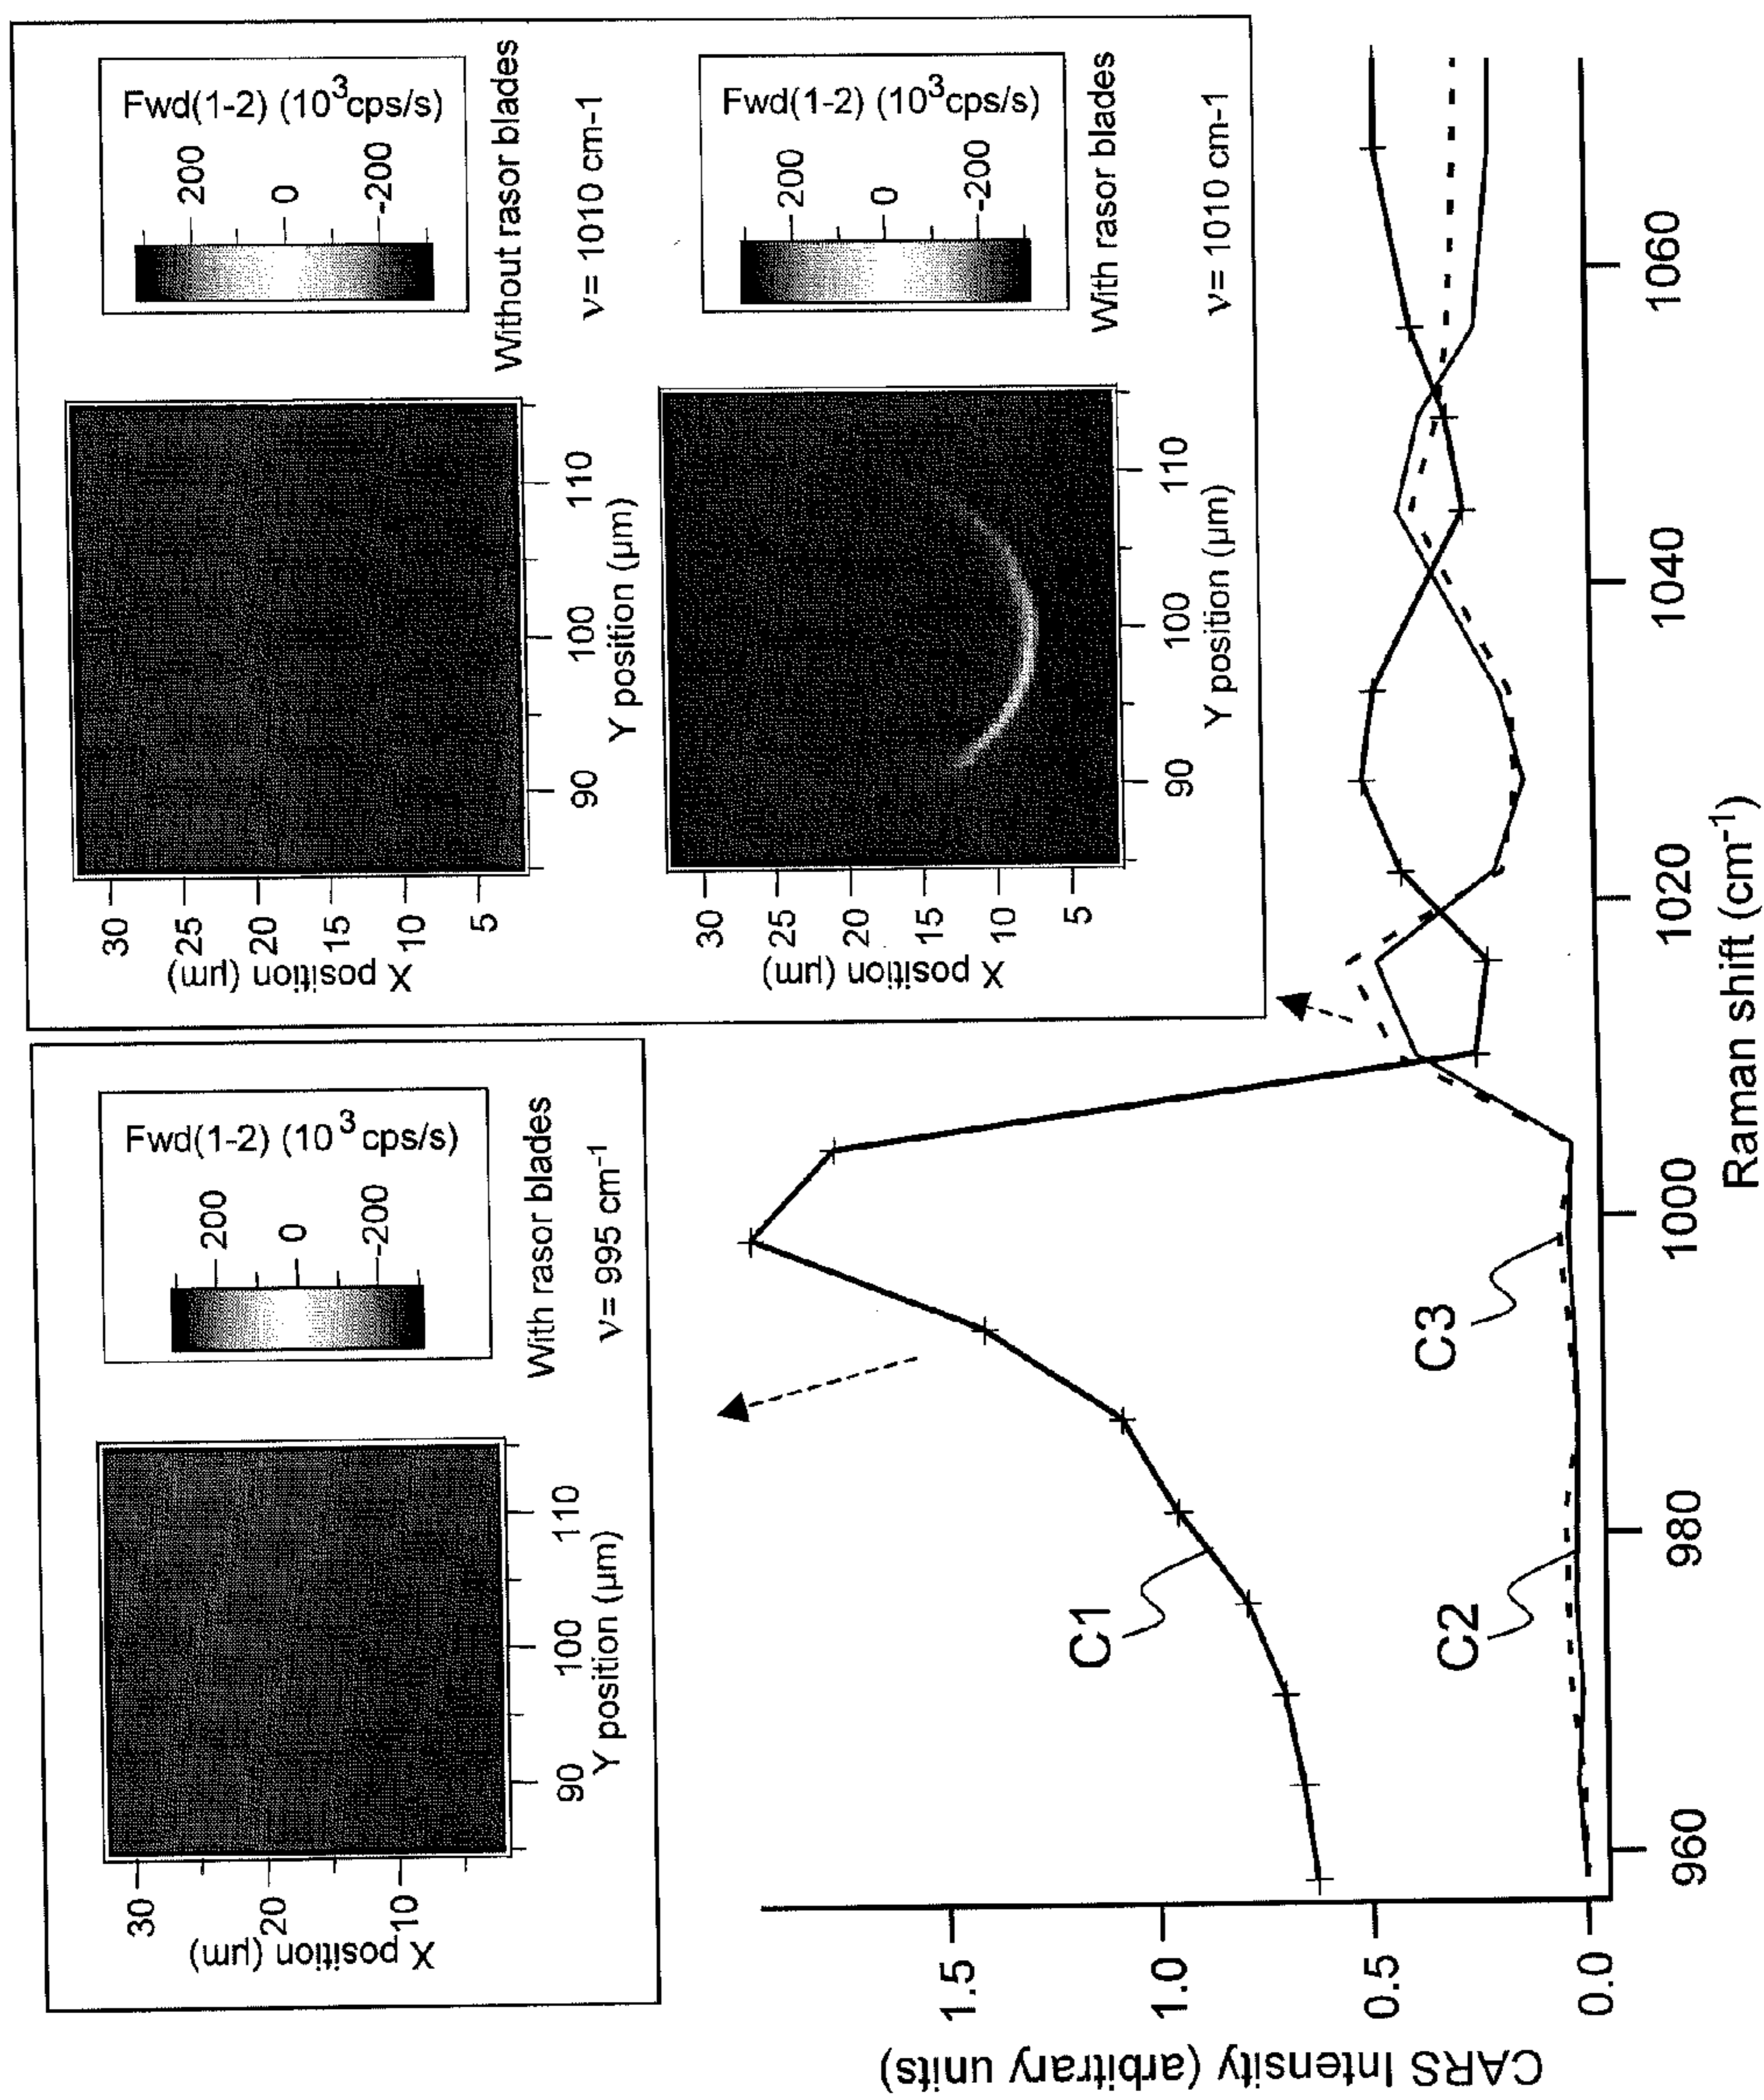 Fwd(1-2) (10³cps/s)
200
0
-200
With rasor blades
ν= 995 cm⁻¹
X position (µm)
30
20
10
90
100
110
Y position (µm)
Fwd(1-2) (10³cps/s)
200
0
-200
Without rasor blades
ν= 1010 cm-1
X position (µm)
30
25
20
15
10
5
90
100
110
Y position (µm)
Fwd(1-2) (10³cps/s)
200
0
-200
With rasor blades
ν= 1010 cm-1
X position (µm)
30
25
20
15
10
5
90
100
110
Y position (µm)
CARS Intensity (arbitrary units)
1.5
1.0
0.5
0.0
C1
C2
C3
960
980
1000
1020
1040
1060
Raman shift (cm⁻¹)